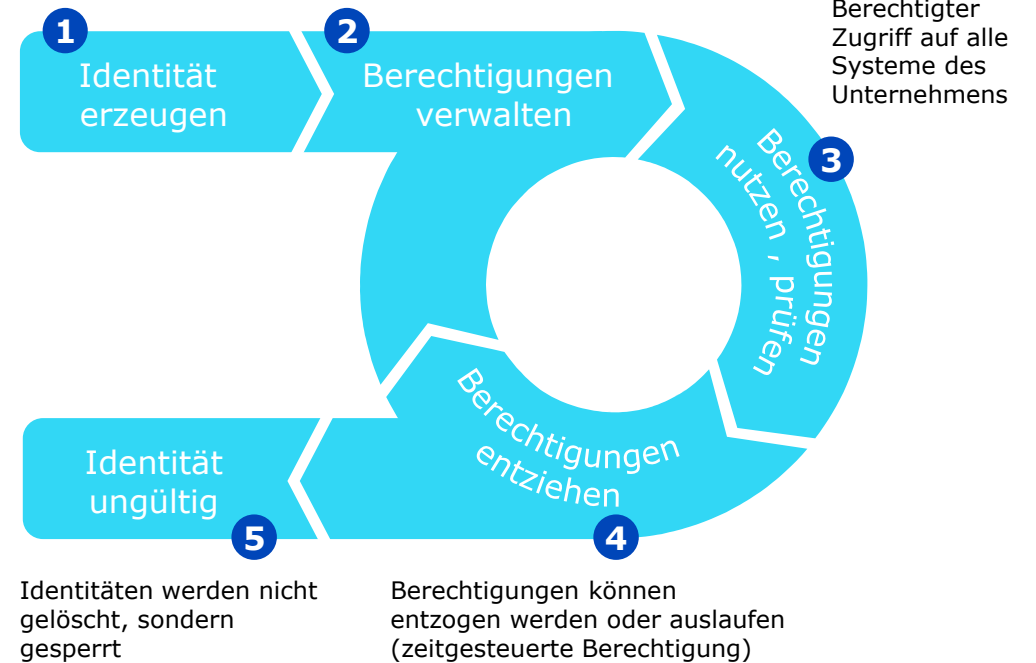 1
Identität
erzeugen
2
Berechtigungen
verwalten
Berechtigter
Zugriff auf alle
Systeme des
Unternehmens
3
Berechtigungen
nutzen , prüfen
4
Berechtigungen
entziehen
Berechtigungen können
entzogen werden oder auslaufen
(zeitgesteuerte Berechtigung)
5
Identität
ungültig
Identitäten werden nicht
gelöscht, sondern
gesperrt